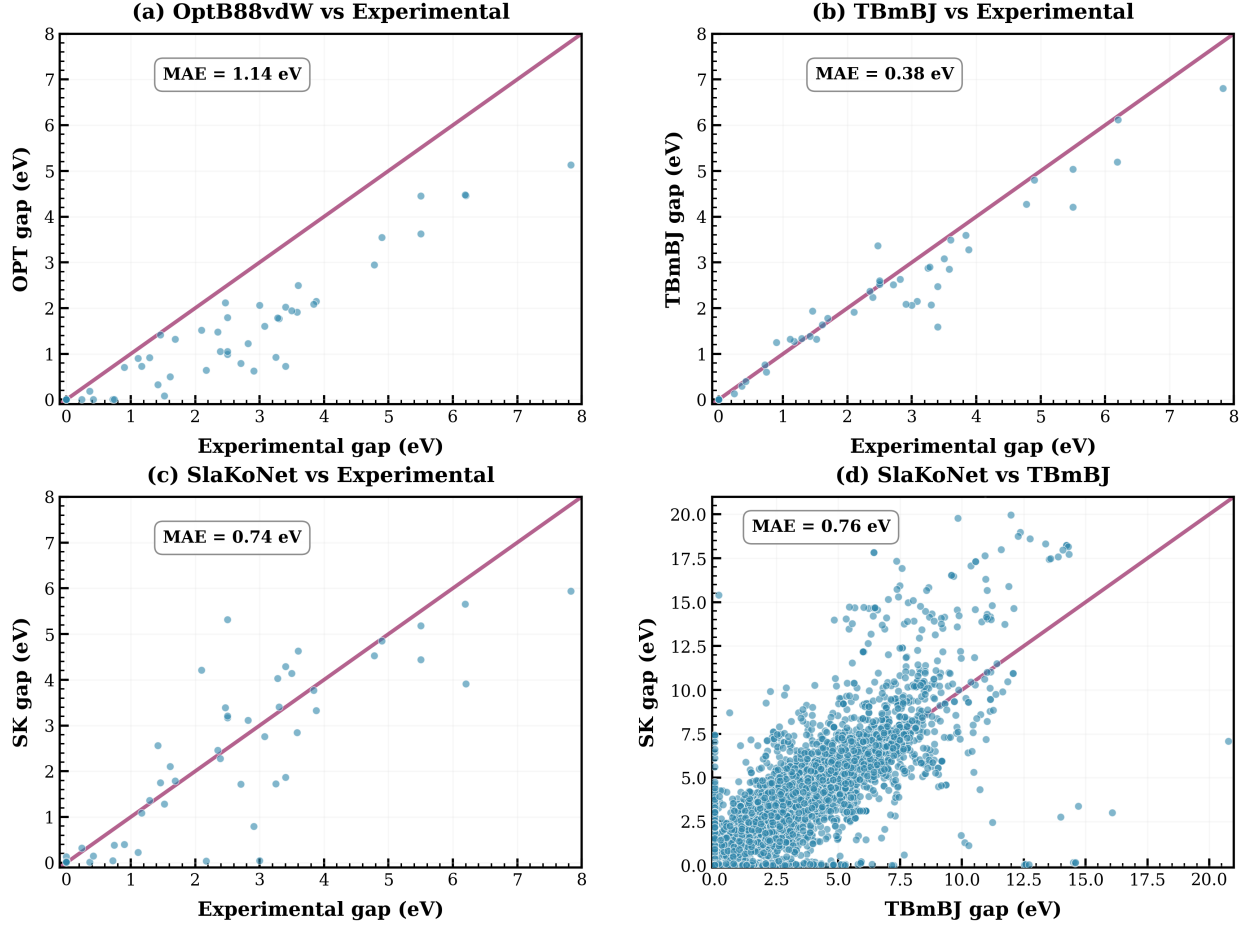 (a) OptB88vdW vs Experimental
MAE = 1.14 eV
OPT gap (eV)
8
7
6
5
4
3
2
1
0
0 1 2 3 4 5 6 7 8
Experimental gap (eV)
(b) TBmBJ vs Experimental
MAE = 0.38 eV
TBmBJ gap (eV)
8
7
6
5
4
3
2
1
0
0 1 2 3 4 5 6 7 8
Experimental gap (eV)
(c) SlaKoNet vs Experimental
MAE = 0.74 eV
SK gap (eV)
8
7
6
5
4
3
2
1
0
0 1 2 3 4 5 6 7 8
Experimental gap (eV)
(d) SlaKoNet vs TBmBJ
MAE = 0.76 eV
SK gap (eV)
20.0
17.5
15.0
12.5
10.0
7.5
5.0
2.5
0.0
0.0 2.5 5.0 7.5 10.0 12.5 15.0 17.5 20.0
TBmBJ gap (eV)